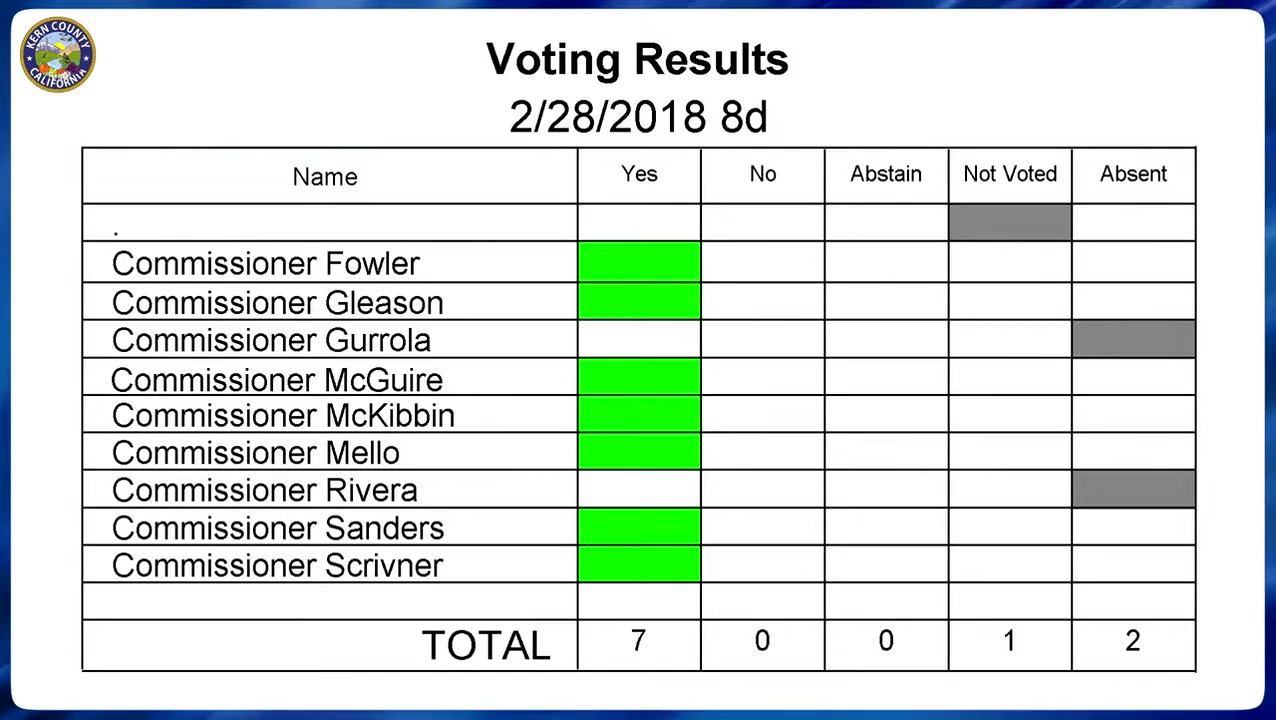 KERN COUNTY
CALIFORNIA
Voting Results
2/28/2018 8d
Name Yes No Abstain Not Voted Absent
.
Commissioner Fowler
Commissioner Gleason
Commissioner Gurrola
Commissioner McGuire
Commissioner McKibbin
Commissioner Mello
Commissioner Rivera
Commissioner Sanders
Commissioner Scrivner
TOTAL 7 0 0 1 2